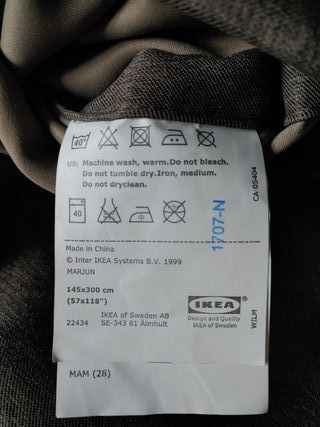 40°
US: Machine wash, warm.Do not bleach.
Do not tumble dry.Iron, medium.
Do not dryclean.
40
1707-N
CA 05404
Made in China
© Inter IKEA Systems B.V. 1999
MARJUN
145x300 cm
(57x118")
IKEA of Sweden AB
22434 SE-343 81 Älmhult
IKEA
Design and Quality
IKEA of Sweden
WILM
MAM (28)